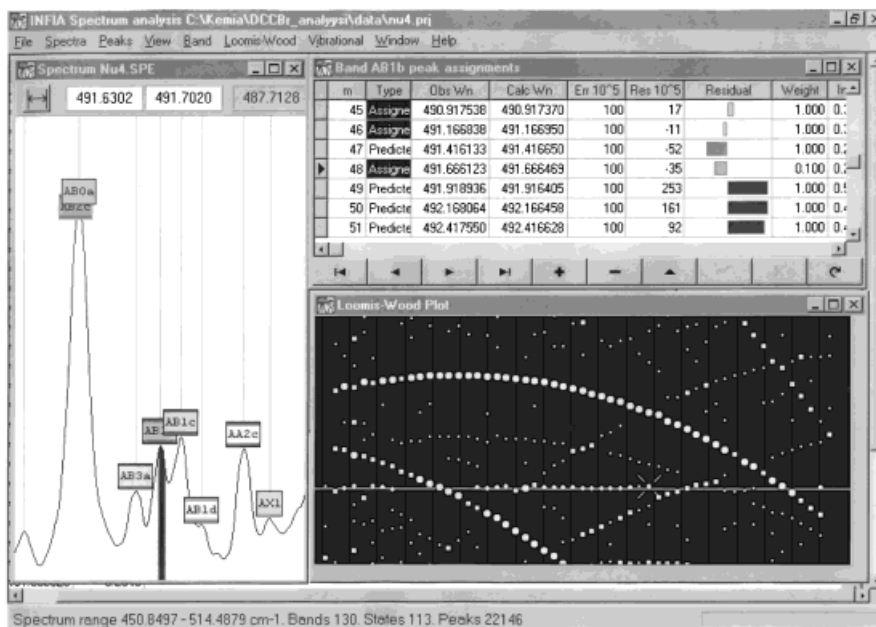 INFIA Spectrum analysis C:\Kemia\DCCBr_analyysi\data\nu4.prj
File Spectra Peaks View Band Loomis-Wood Vibrational Window Help
Spectrum Nu4.SPE
491.6302 491.7020 487.7128
AB0a
AB2c
AB1c
AA2c
AB3a
AB1d
AX1
Band AB1b peak assignments
m Type Obs Wn Calc Wn Err 10^5 Res 10^5 Residual Weight
45 Assigne 490.917538 490.917370 100 17 1.000
46 Assigne 491.166838 491.166950 100 -11 1.000
47 Predicte 491.416133 491.416650 100 -52 1.000
48 Assigne 491.666123 491.666469 100 -35 0.100
49 Predicte 491.918936 491.916405 100 253 1.000
50 Predicte 492.168064 492.166458 100 161 1.000
51 Predicte 492.417550 492.416628 100 92 1.000
Loomis-Wood Plot
Spectrum range 450.8497 - 514.4879 cm-1. Bands 130. States 113. Peaks 22146